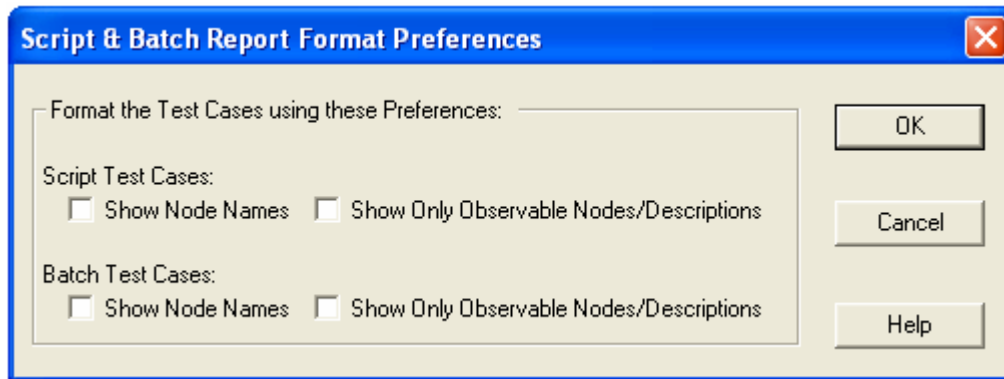 Script & Batch Report Format Preferences
Format the Test Cases using these Preferences:
OK
Script Test Cases:
Show Node Names Show Only Observable Nodes/Descriptions
Cancel
Batch Test Cases:
Show Node Names Show Only Observable Nodes/Descriptions
Help